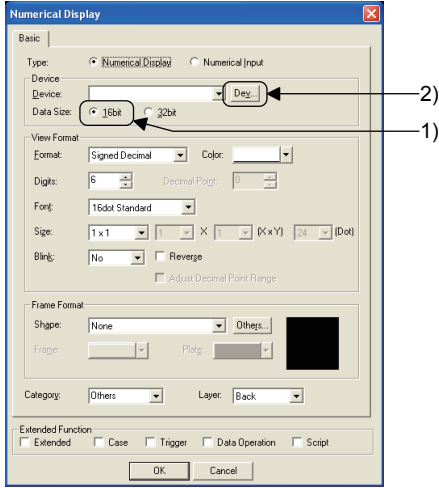 Numerical Display
Basic
Type: Numerical Display Numerical Input
Device
Device: Dev... 2)
Data Size: 16bit 32bit
1)
View Format
Format: Signed Decimal Color:
Digits: 6 Decimal Point: 0
Font: 16dot Standard
Size: 1 x 1 1 X 1 (X x Y) 24 (Dot)
Blink: No Reverse
Adjust Decimal Point Range
Frame Format
Shape: None Others...
Frame: Plate:
Category: Others Layer: Back
Extended Function
Extended Case Trigger Data Operation Script
OK Cancel